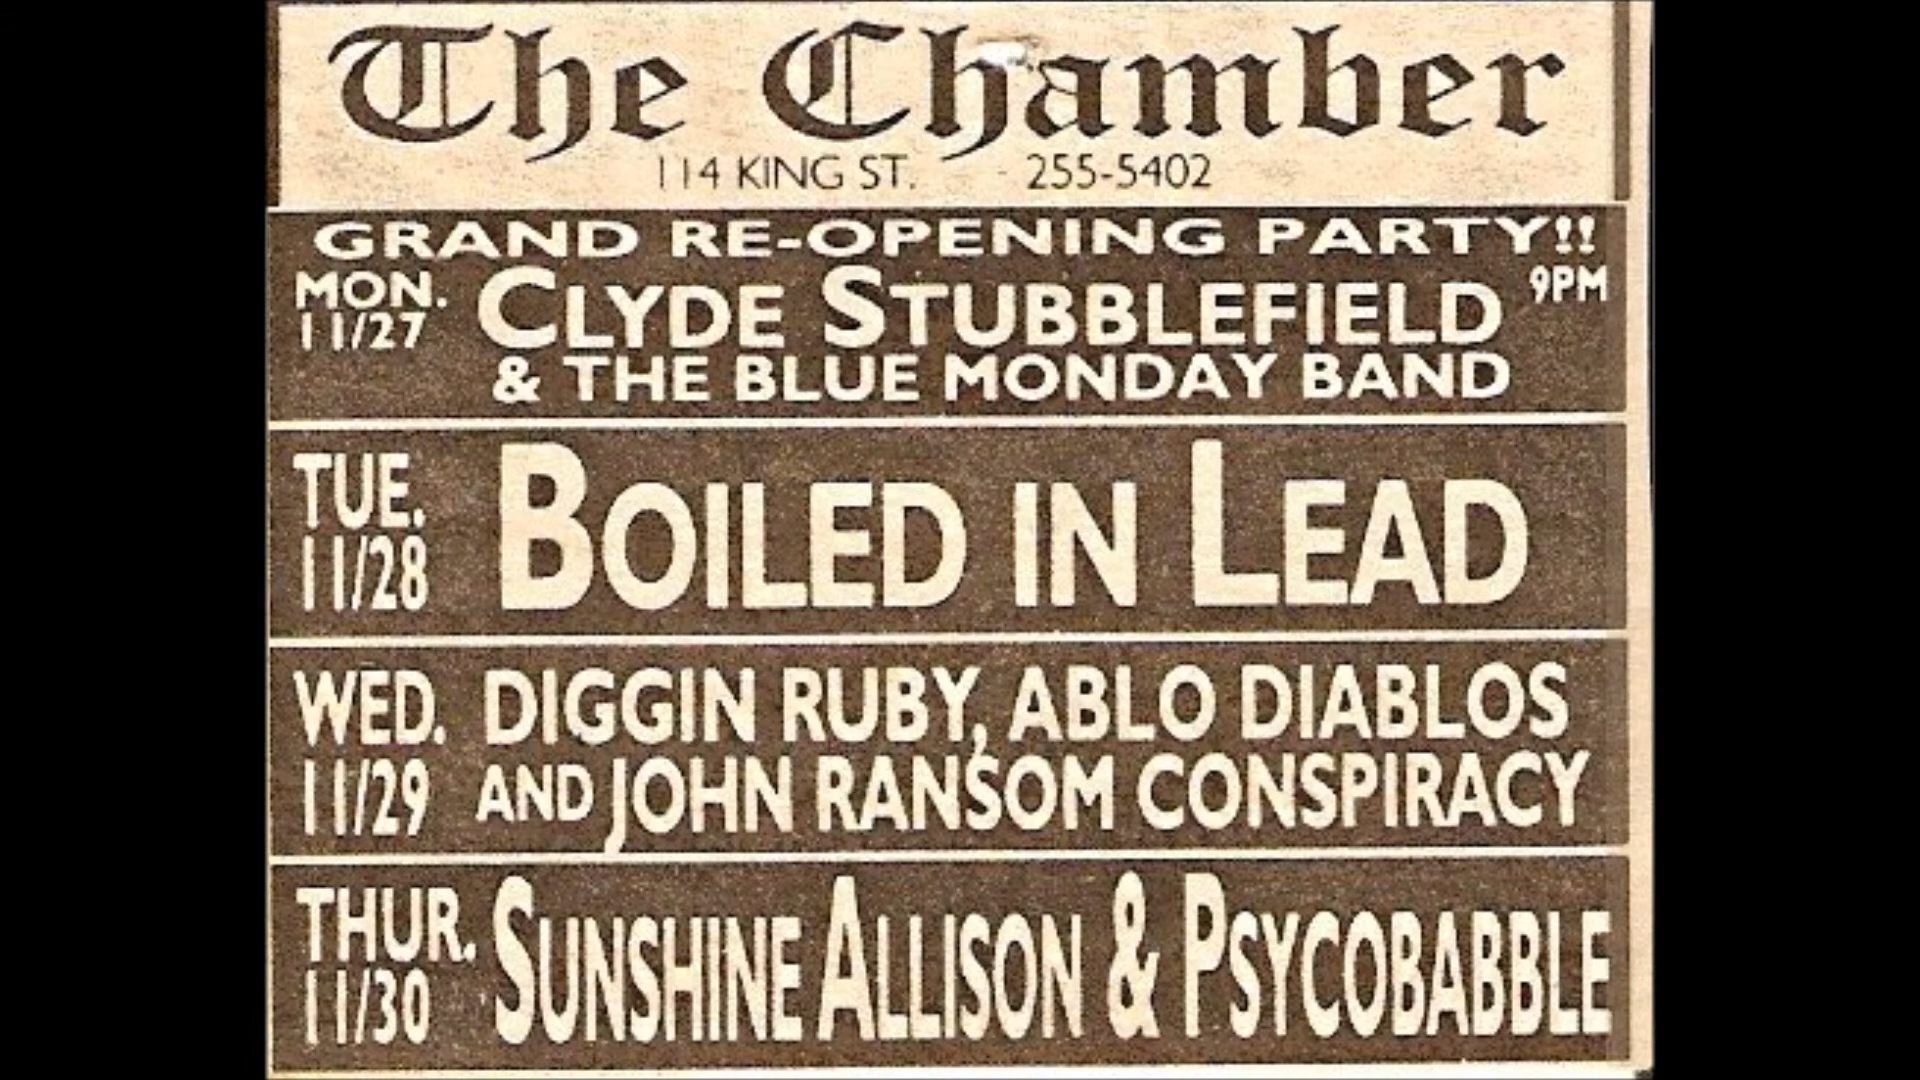 The Chamber
114 KING ST. 255-5402
GRAND RE-OPENING PARTY!!
MON. 11/27 CLYDE STUBBLEFIELD 9PM
& THE BLUE MONDAY BAND
TUE. 11/28 BOILED IN LEAD
WED. 11/29 DIGGIN RUBY, ABLO DIABLOS
AND JOHN RANSOM CONSPIRACY
THUR. 11/30 SUNSHINE ALLISON & PSYCOBABBLE